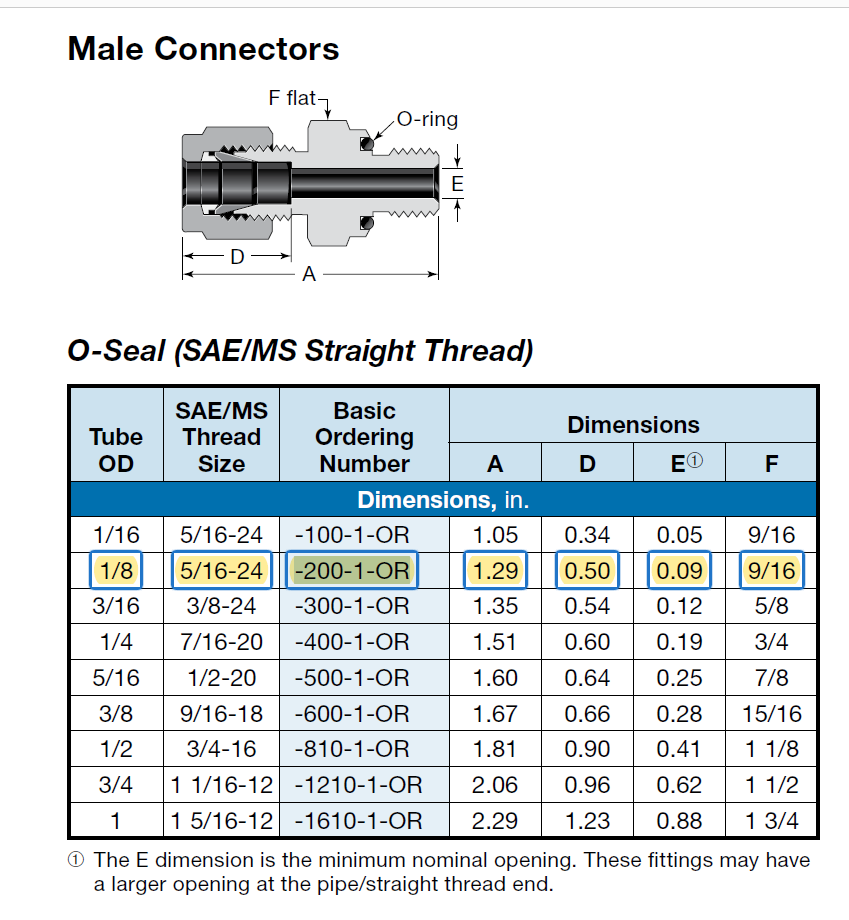 Male Connectors
F flat
O-ring
E
D
A
O-Seal (SAE/MS Straight Thread)
Tube OD SAE/MS Thread Size Basic Ordering Number Dimensions
A D E① F
Dimensions, in.
1/16 5/16-24 -100-1-OR 1.05 0.34 0.05 9/16
1/8 5/16-24 -200-1-OR 1.29 0.50 0.09 9/16
3/16 3/8-24 -300-1-OR 1.35 0.54 0.12 5/8
1/4 7/16-20 -400-1-OR 1.51 0.60 0.19 3/4
5/16 1/2-20 -500-1-OR 1.60 0.64 0.25 7/8
3/8 9/16-18 -600-1-OR 1.67 0.66 0.28 15/16
1/2 3/4-16 -810-1-OR 1.81 0.90 0.41 1 1/8
3/4 1 1/16-12 -1210-1-OR 2.06 0.96 0.62 1 1/2
1 1 5/16-12 -1610-1-OR 2.29 1.23 0.88 1 3/4
① The E dimension is the minimum nominal opening. These fittings may have
a larger opening at the pipe/straight thread end.